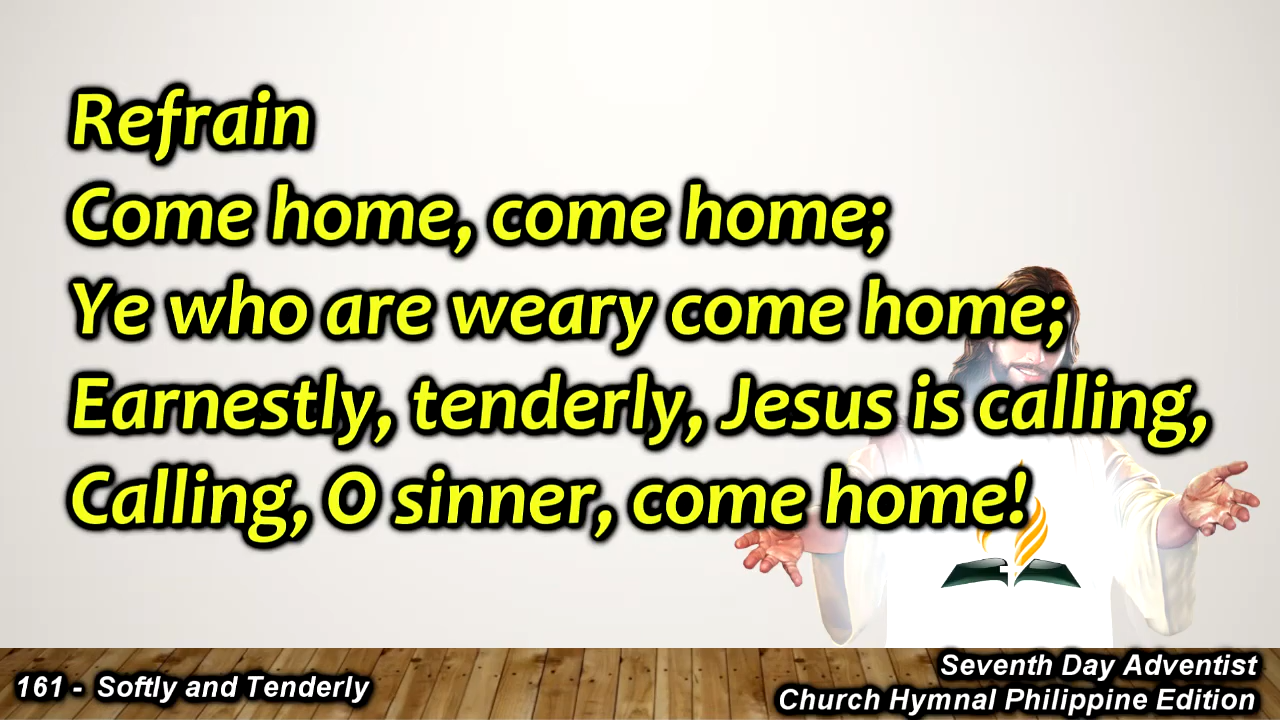 Refrain
Come home, come home;
Ye who are weary come home;
Earnestly, tenderly, Jesus is calling,
Calling, O sinner, come home!
161 - Softly and Tenderly
Seventh Day Adventist
Church Hymnal Philippine Edition